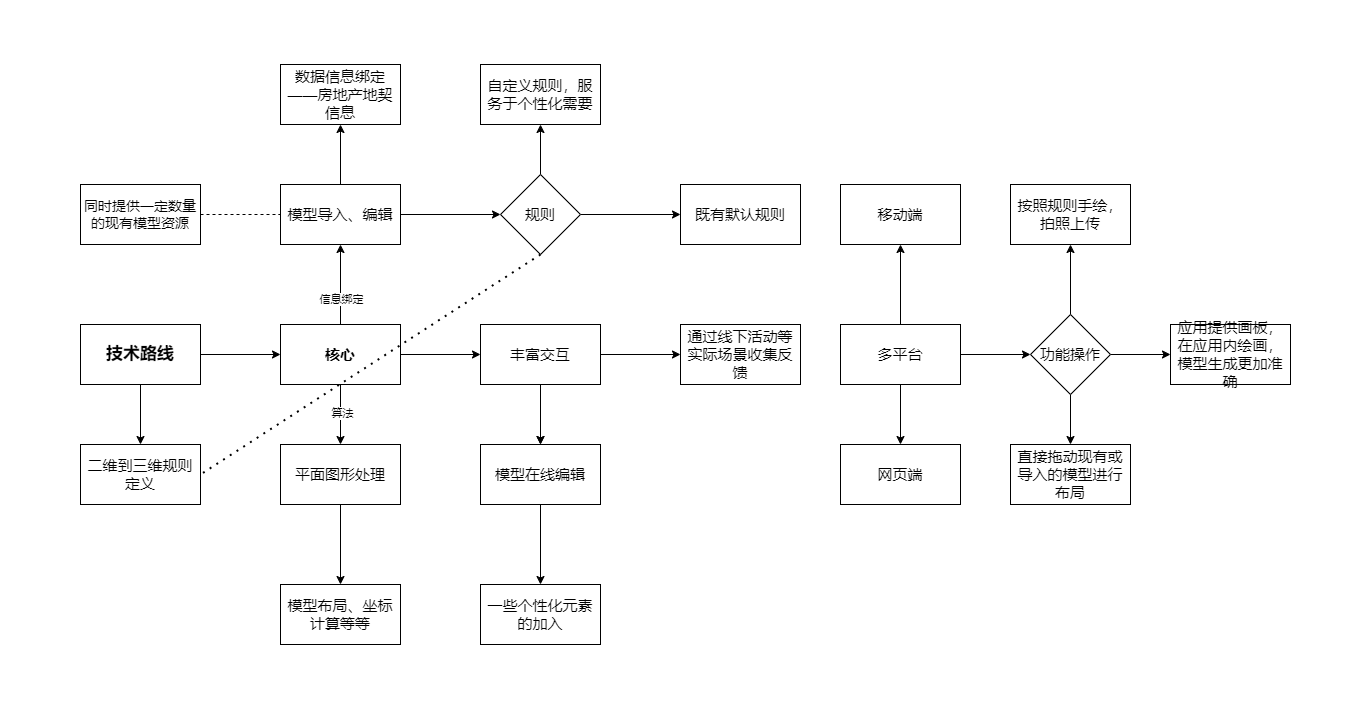 数据信息绑定
——房地产地契
信息
自定义规则，服
务于个性化需要
同时提供一定数量
的现有模型资源
模型导入、编辑
规则
既有默认规则
移动端
按照规则手绘，
拍照上传
信息绑定
技术路线
核心
丰富交互
通过线下活动等
实际场景收集反
馈
多平台
功能操作
应用提供画板，
在应用内绘画，
模型生成更加准
确
算法
二维到三维规则
定义
平面图形处理
模型在线编辑
网页端
直接拖动现有或
导入的模型进行
布局
模型布局、坐标
计算等等
一些个性化元素
的加入